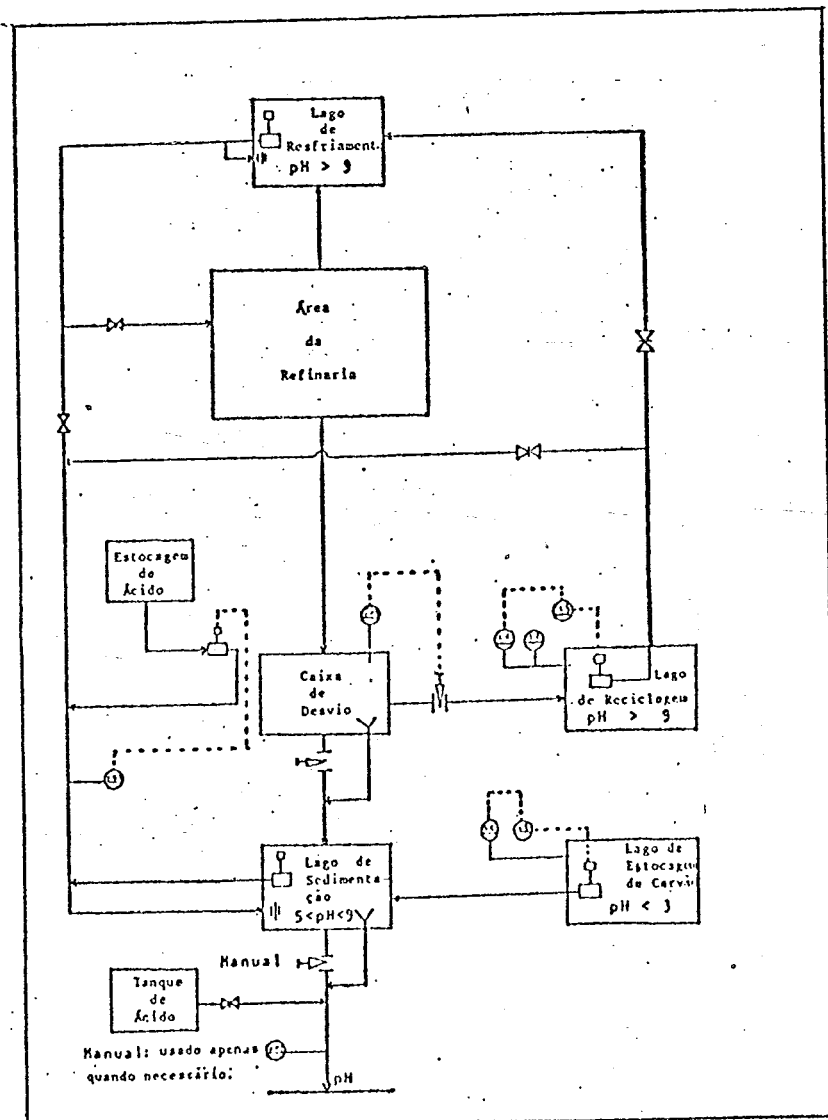 Lago
de
Resfriament.
pH > 9
Área
da
Refinaria
Estocagem
do
Ácido
Caixa
de
Desvio
Lago
de Reciclogem
pH > 9
Lago de
Sedimenta
ção
5<pH<9
Lago de
Estocagem
de Carvão
pH < 3
Manual
Tanque
de
Ácido
Manual: usado apenas
quando necessário;
pH